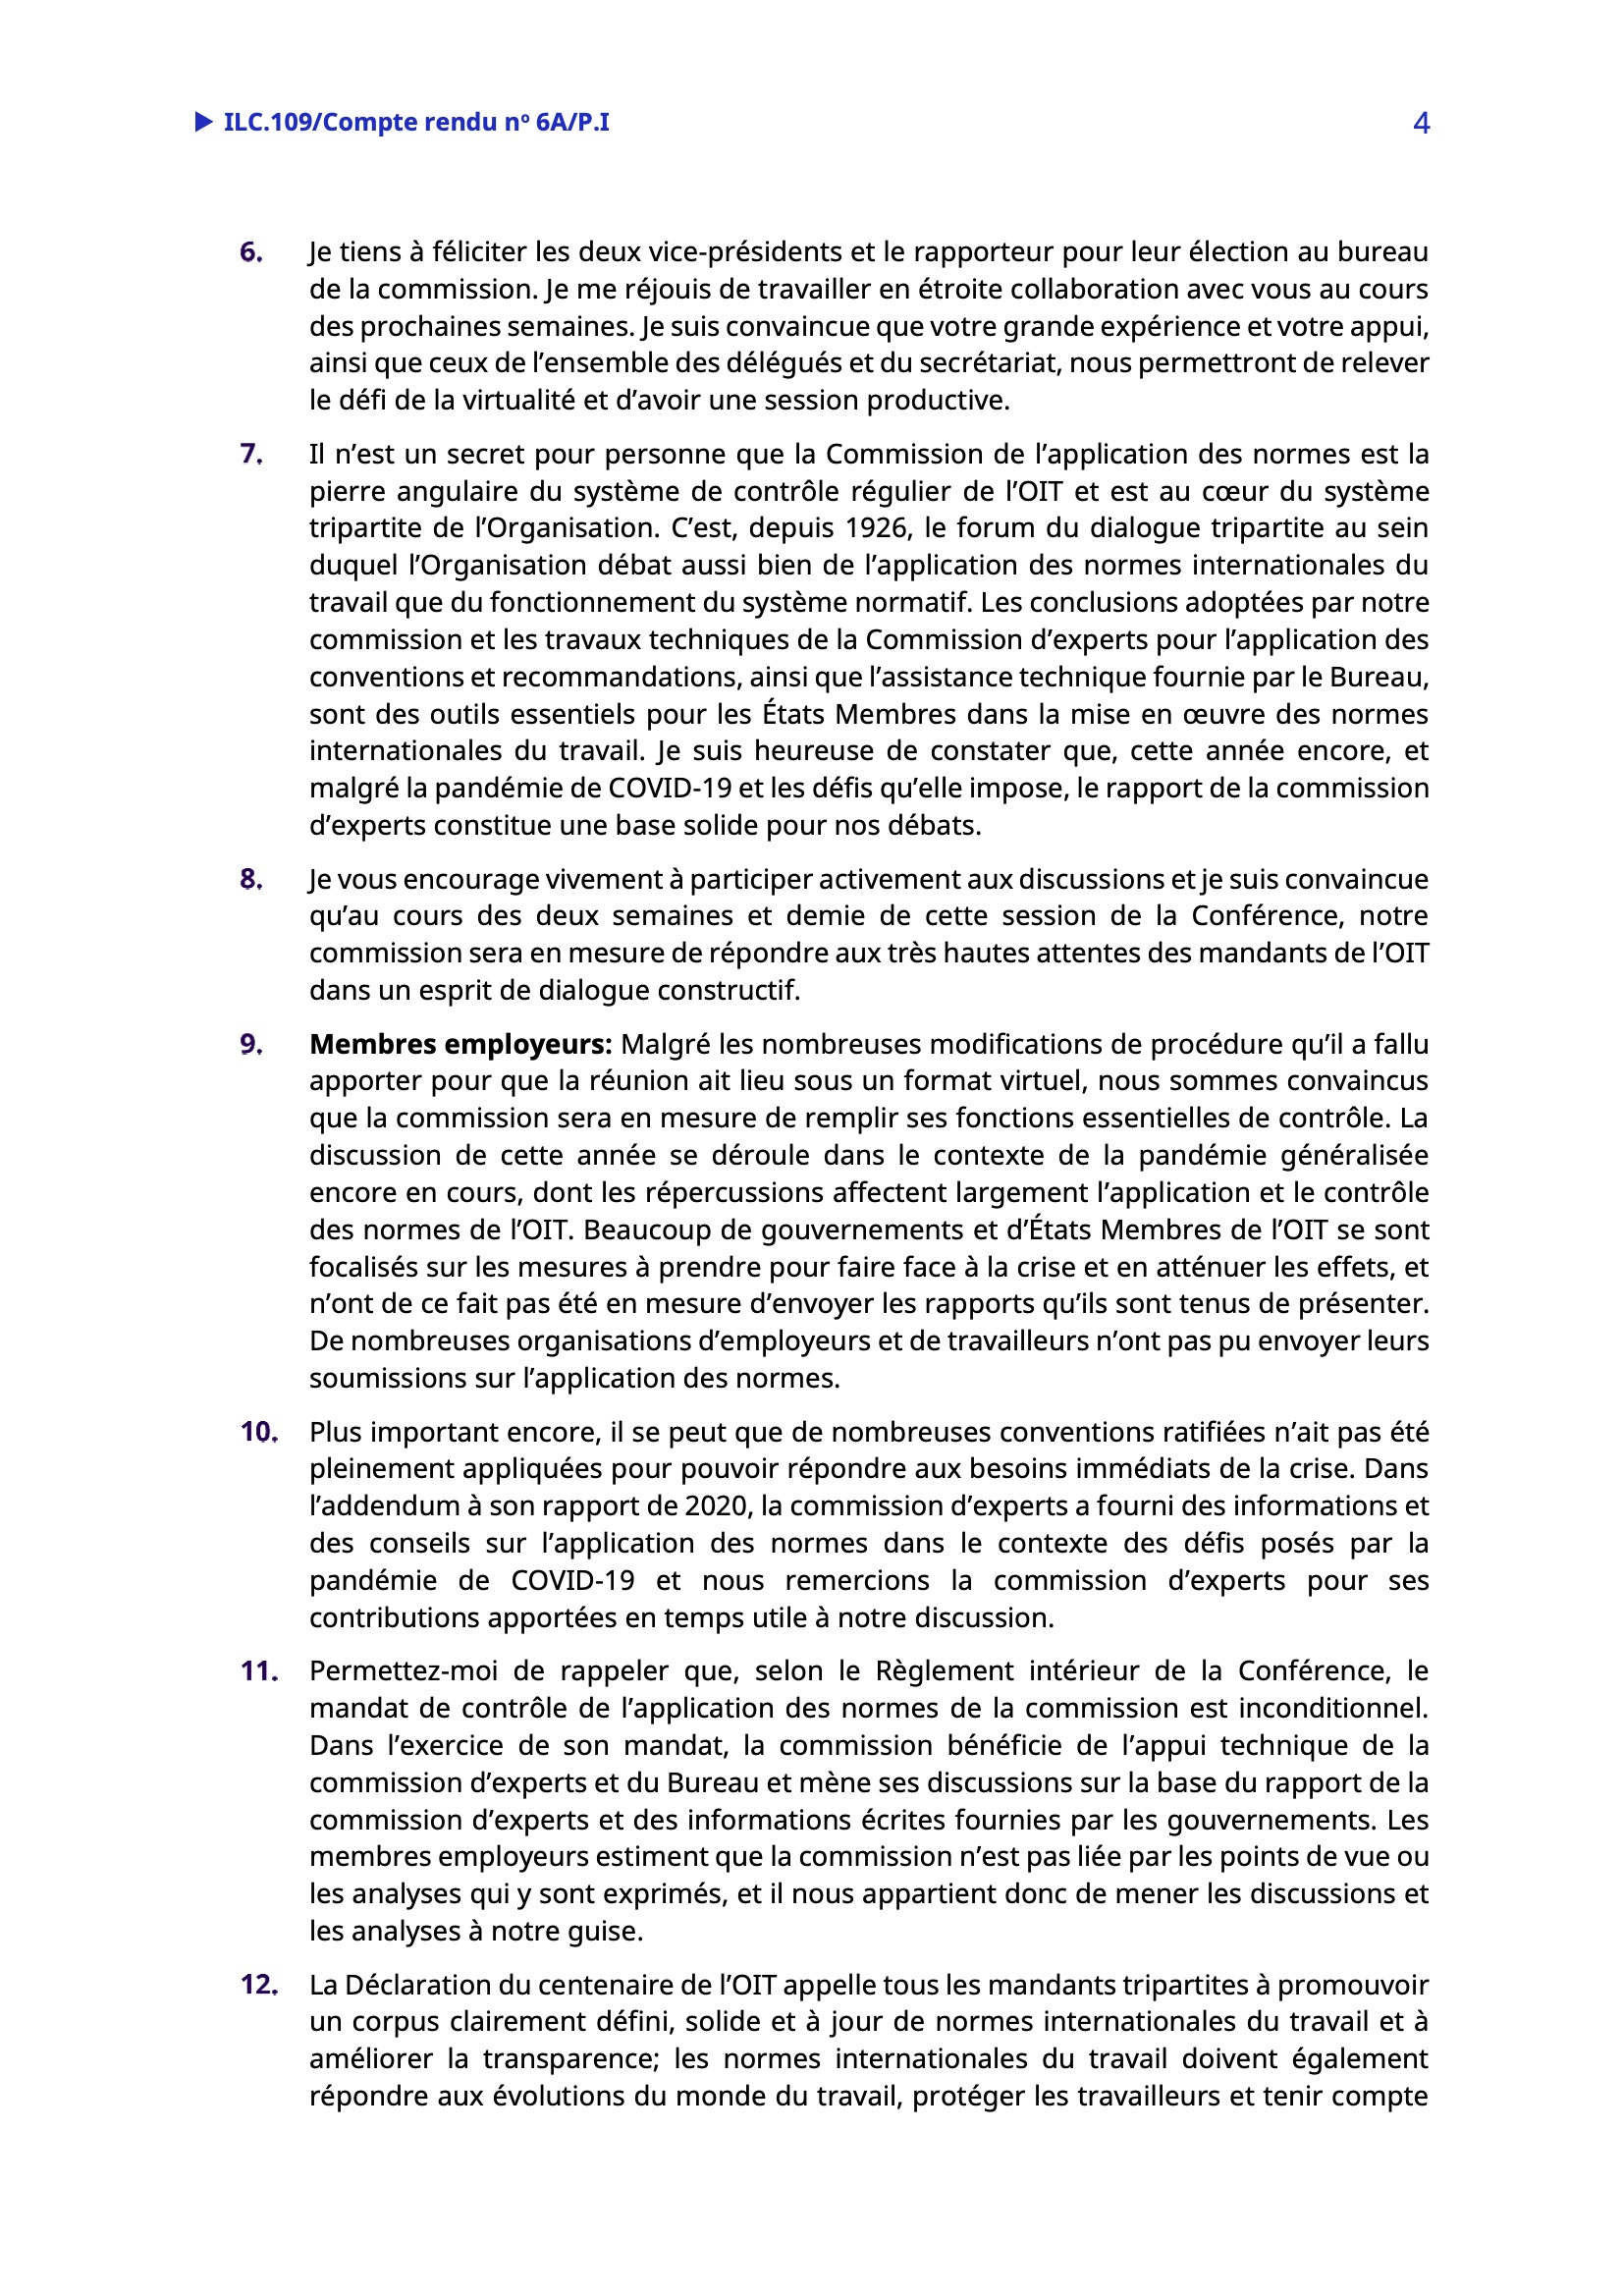 ▶ ILC.109/Compte rendu nº 6A/P.I 4
6. Je tiens à féliciter les deux vice-présidents et le rapporteur pour leur élection au bureau
de la commission. Je me réjouis de travailler en étroite collaboration avec vous au cours
des prochaines semaines. Je suis convaincue que votre grande expérience et votre appui,
ainsi que ceux de l’ensemble des délégués et du secrétariat, nous permettront de relever
le défi de la virtualité et d’avoir une session productive.
7. Il n’est un secret pour personne que la Commission de l’application des normes est la
pierre angulaire du système de contrôle régulier de l’OIT et est au cœur du système
tripartite de l’Organisation. C’est, depuis 1926, le forum du dialogue tripartite au sein
duquel l’Organisation débat aussi bien de l’application des normes internationales du
travail que du fonctionnement du système normatif. Les conclusions adoptées par notre
commission et les travaux techniques de la Commission d’experts pour l’application des
conventions et recommandations, ainsi que l’assistance technique fournie par le Bureau,
sont des outils essentiels pour les États Membres dans la mise en œuvre des normes
internationales du travail. Je suis heureuse de constater que, cette année encore, et
malgré la pandémie de COVID-19 et les défis qu’elle impose, le rapport de la commission
d’experts constitue une base solide pour nos débats.
8. Je vous encourage vivement à participer activement aux discussions et je suis convaincue
qu’au cours des deux semaines et demie de cette session de la Conférence, notre
commission sera en mesure de répondre aux très hautes attentes des mandants de l’OIT
dans un esprit de dialogue constructif.
9. Membres employeurs: Malgré les nombreuses modifications de procédure qu’il a fallu
apporter pour que la réunion ait lieu sous un format virtuel, nous sommes convaincus
que la commission sera en mesure de remplir ses fonctions essentielles de contrôle. La
discussion de cette année se déroule dans le contexte de la pandémie généralisée
encore en cours, dont les répercussions affectent largement l’application et le contrôle
des normes de l’OIT. Beaucoup de gouvernements et d’États Membres de l’OIT se sont
focalisés sur les mesures à prendre pour faire face à la crise et en atténuer les effets, et
n’ont de ce fait pas été en mesure d’envoyer les rapports qu’ils sont tenus de présenter.
De nombreuses organisations d’employeurs et de travailleurs n’ont pas pu envoyer leurs
soumissions sur l’application des normes.
10. Plus important encore, il se peut que de nombreuses conventions ratifiées n’ait pas été
pleinement appliquées pour pouvoir répondre aux besoins immédiats de la crise. Dans
l’addendum à son rapport de 2020, la commission d’experts a fourni des informations et
des conseils sur l’application des normes dans le contexte des défis posés par la
pandémie de COVID-19 et nous remercions la commission d’experts pour ses
contributions apportées en temps utile à notre discussion.
11. Permettez-moi de rappeler que, selon le Règlement intérieur de la Conférence, le
mandat de contrôle de l’application des normes de la commission est inconditionnel.
Dans l’exercice de son mandat, la commission bénéficie de l’appui technique de la
commission d’experts et du Bureau et mène ses discussions sur la base du rapport de la
commission d’experts et des informations écrites fournies par les gouvernements. Les
membres employeurs estiment que la commission n’est pas liée par les points de vue ou
les analyses qui y sont exprimés, et il nous appartient donc de mener les discussions et
les analyses à notre guise.
12. La Déclaration du centenaire de l’OIT appelle tous les mandants tripartites à promouvoir
un corpus clairement défini, solide et à jour de normes internationales du travail et à
améliorer la transparence; les normes internationales du travail doivent également
répondre aux évolutions du monde du travail, protéger les travailleurs et tenir compte